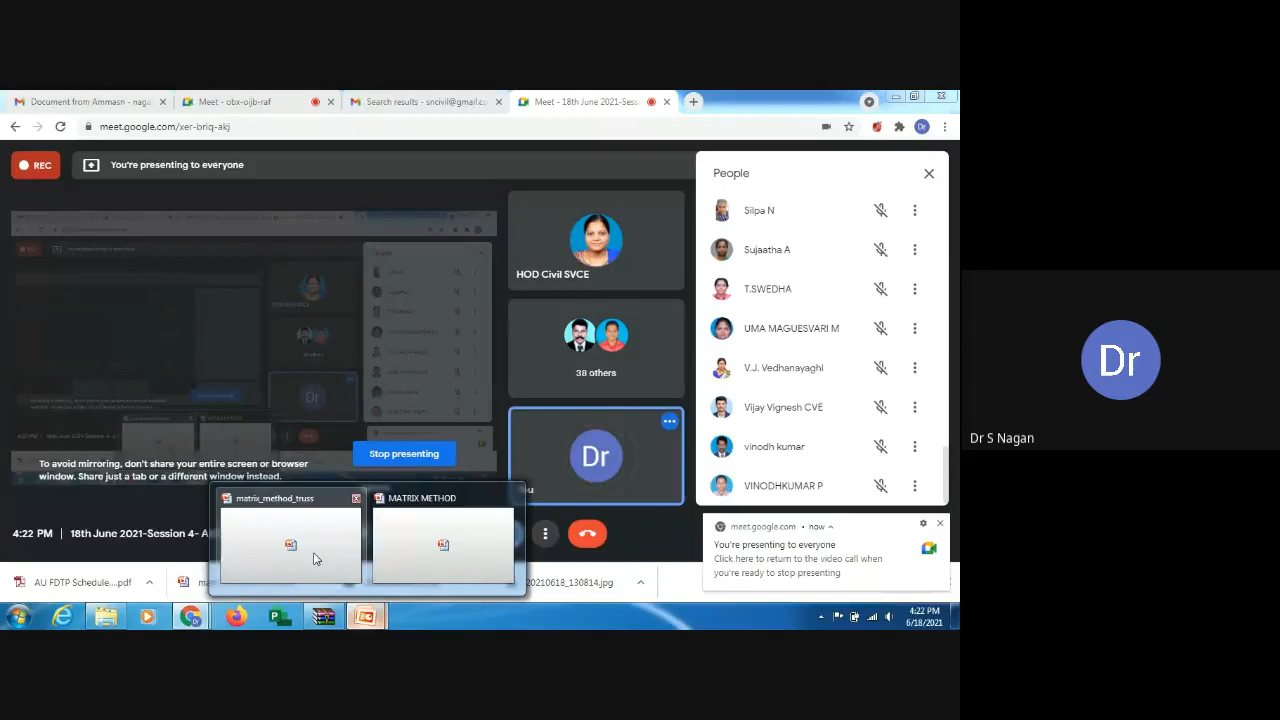 Document from Ammasn - naga
Meet - obx-ojjb-raf
Search results - sncivil@gmail.co
Meet - 18th June 2021-Sess
meet.google.com/xer-briq-akj
REC
You're presenting to everyone
People
Silpa N
Sujaatha A
T.SWEDHA
UMA MAGUESVARI M
V.J. Vedhanayaghi
Vijay Vignesh CVE
vinodh kumar
VINODHKUMAR P
HOD Civil SVCE
38 others
Dr
Stop presenting
To avoid mirroring, don't share your entire screen or browser
window. Share just a tab or a different window instead.
matrix_method_truss
MATRIX METHOD
4:22 PM | 18th June 2021-Session 4- A
meet.google.com • now
You're presenting to everyone
Click here to return to the video call when
you're ready to stop presenting
AU FDTP Schedule....pdf
20210618_130814.jpg
4:22 PM
6/18/2021
Dr
Dr
Dr S Nagan